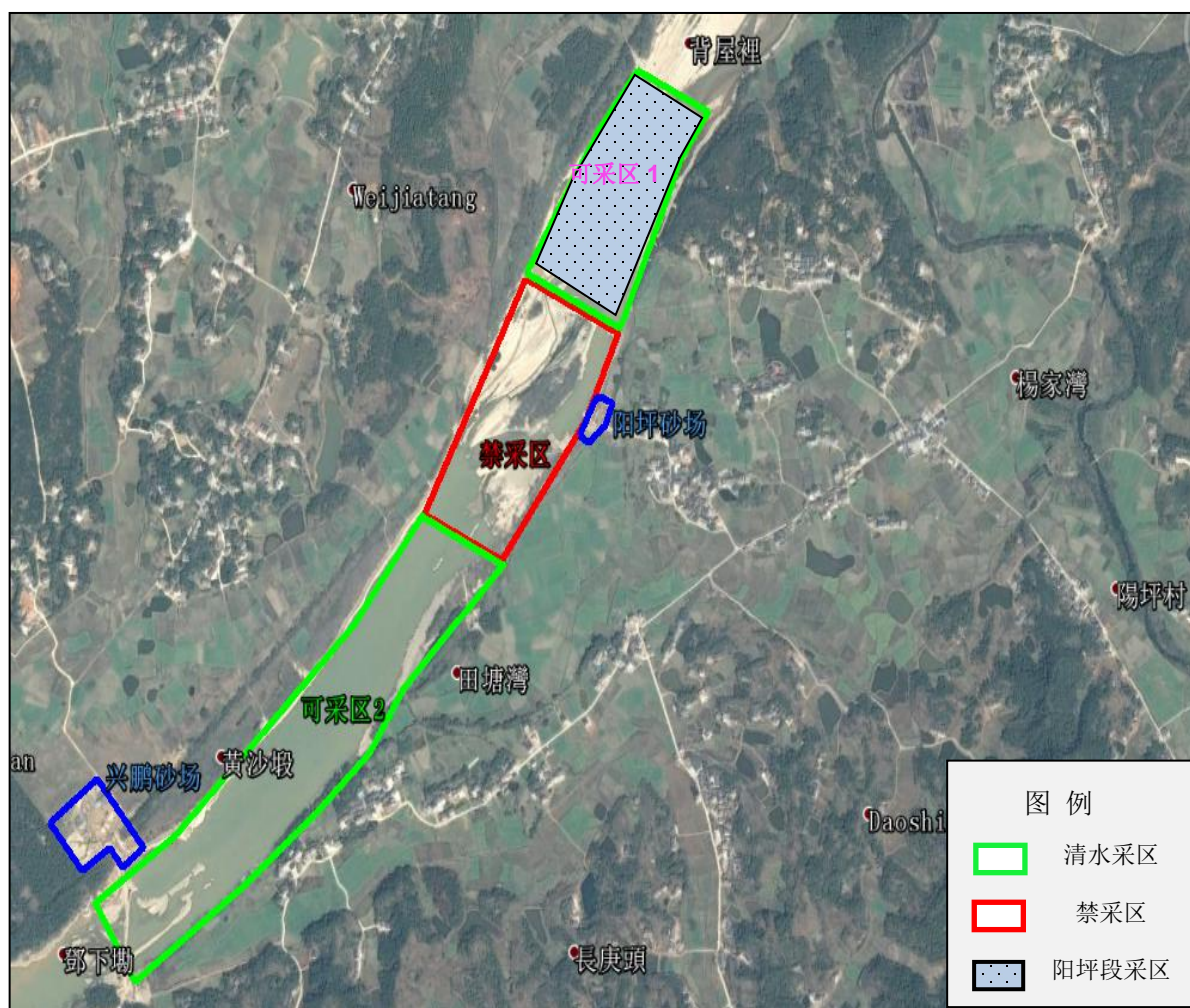 背屋裡
可采区 1
Weijiatang
楊家灣
阳坪砂场
禁采区
陽坪村
田塘灣
可采区2
黄沙塅
an
兴鹏砂场
Daoshi
鄧下墈
長庚頭
图 例
清水采区
禁采区
阳坪段采区